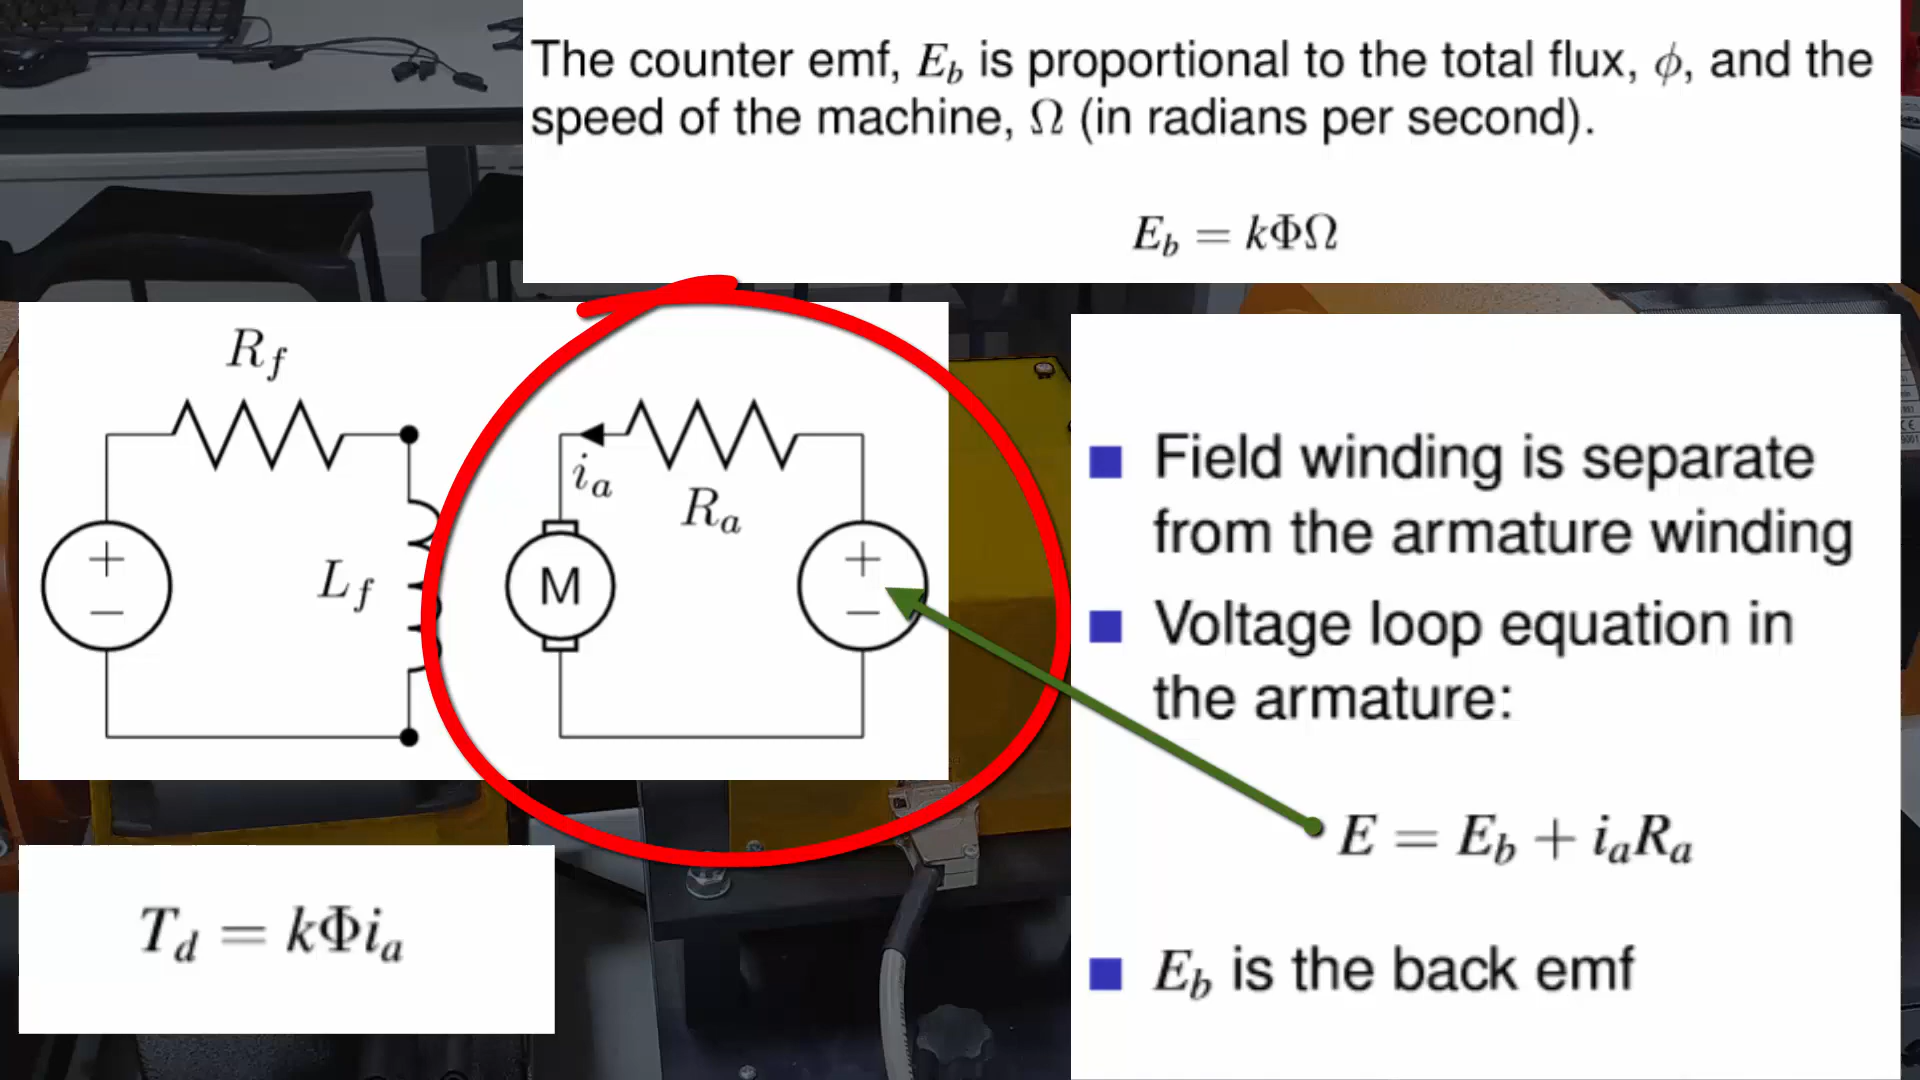 The counter emf, E_b is proportional to the total flux, ϕ, and the
speed of the machine, Ω (in radians per second).
E_b = kΦΩ
R_f
L_f
+
−
i_a
R_a
M
+
−
Field winding is separate
from the armature winding
Voltage loop equation in
the armature:
E = E_b + i_aR_a
E_b is the back emf
T_d = kΦi_a